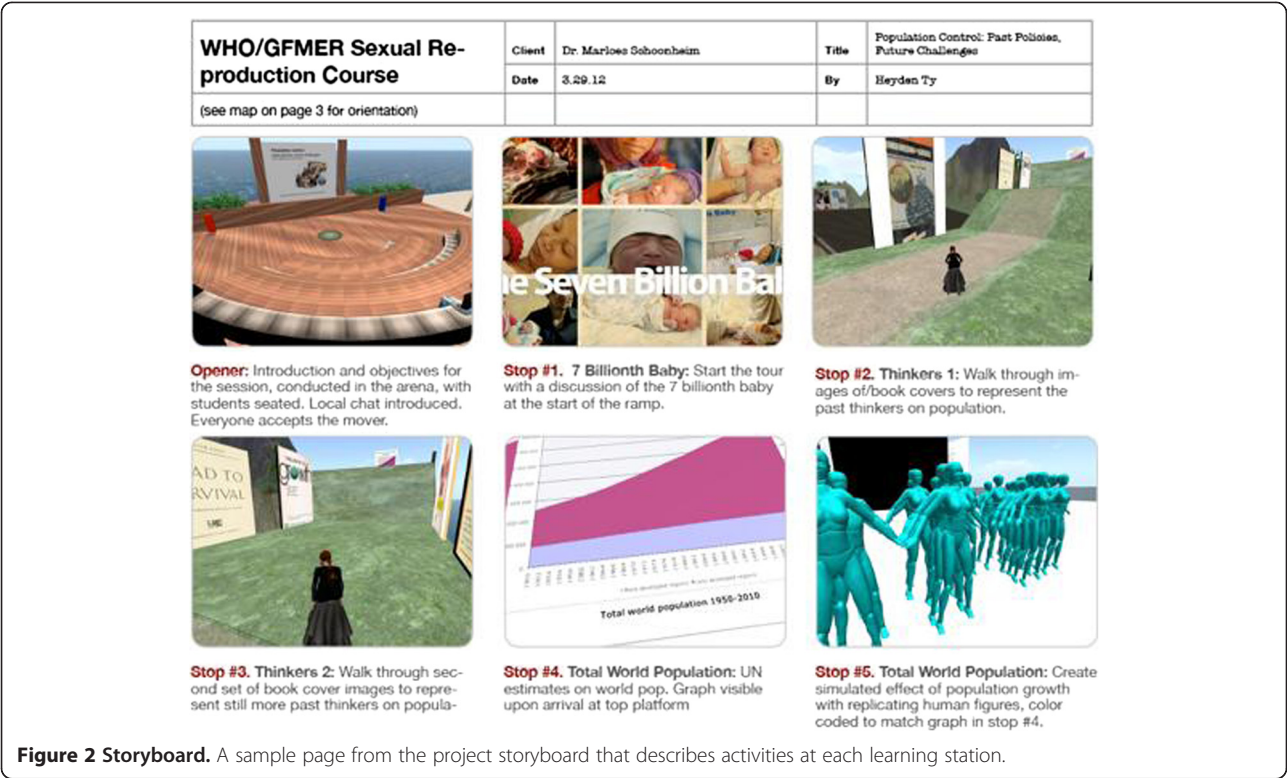 WHO/GFMER Sexual Re-
production Course
(see map on page 3 for orientation)
Client
Dr. Marloes Schoonheim
Title
Population Control: Past Policies,
Future Challenges
Date
3.29.12
By
Heyden Ty
e Seven Billion Bal
Opener: Introduction and objectives for
the session, conducted in the arena, with
students seated. Local chat introduced.
Everyone accepts the mover.
Stop #1. 7 Billionth Baby: Start the tour
with a discussion of the 7 billionth baby
at the start of the ramp.
Stop #2. Thinkers 1: Walk through im-
ages of/book covers to represent the
past thinkers on population.
AD TO
RVIVAL
Total world population 1950-2010
Stop #3. Thinkers 2: Walk through sec-
ond set of book cover images to repre-
sent still more past thinkers on popula-
Stop #4. Total World Population: UN
estimates on world pop. Graph visible
upon arrival at top platform
Stop #5. Total World Population: Create
simulated effect of population growth
with replicating human figures, color
coded to match graph in stop #4.
Figure 2 Storyboard. A sample page from the project storyboard that describes activities at each learning station.